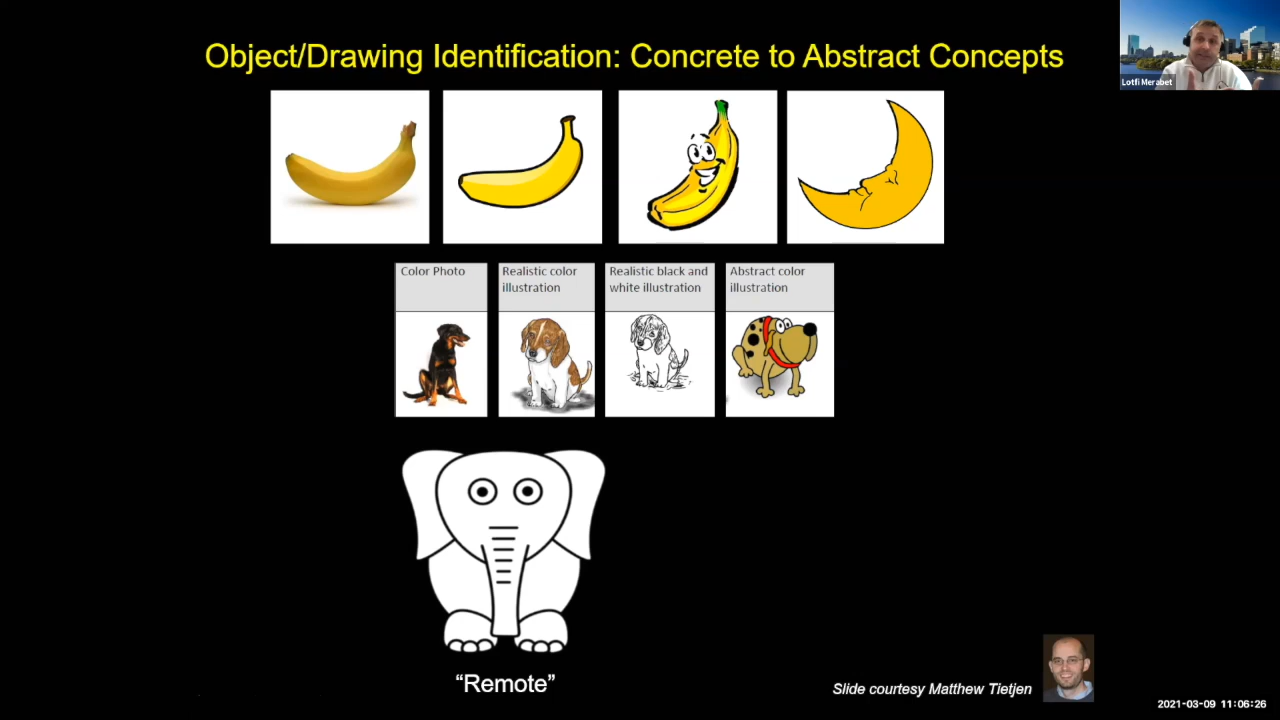 Object/Drawing Identification: Concrete to Abstract Concepts
Lotfi Merabet
Color Photo
Realistic color
illustration
Realistic black and
white illustration
Abstract color
illustration
“Remote”
Slide courtesy Matthew Tietjen
2021-03-09 11:06:26